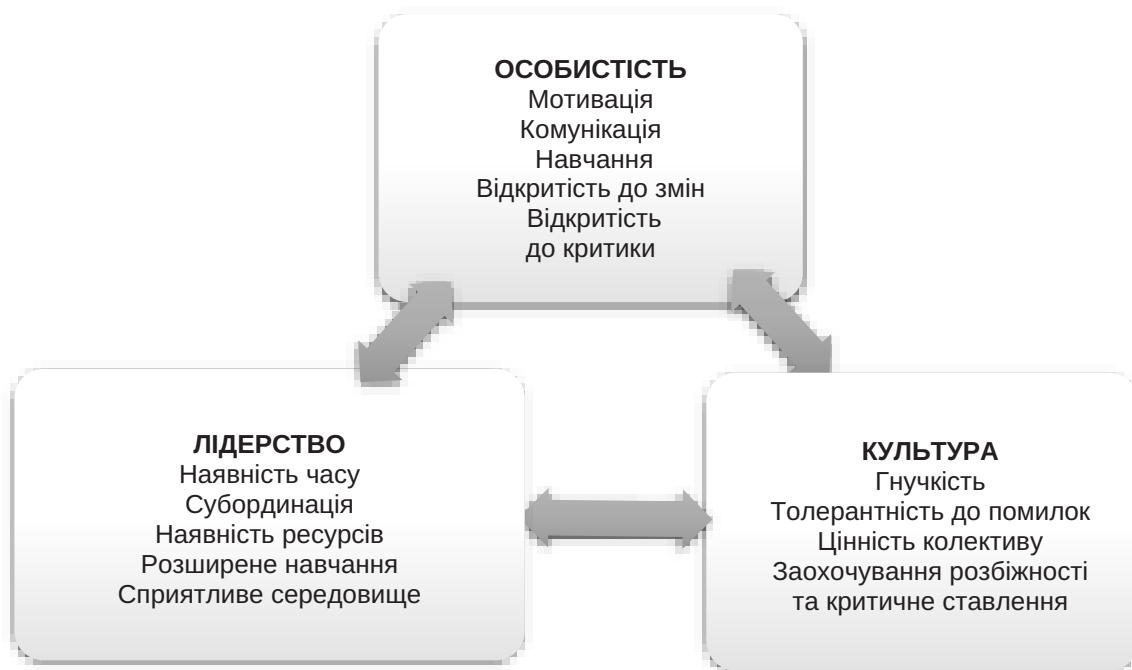 ОСОБИСТІСТЬ
Мотивація
Комунікація
Навчання
Відкритість до змін
Відкритість
до критики
ЛІДЕРСТВО
Наявність часу
Субординація
Наявність ресурсів
Розширене навчання
Сприятливе середовище
КУЛЬТУРА
Гнучкість
Толерантність до помилок
Цінність колективу
Заохочування розбіжності
та критичне ставлення